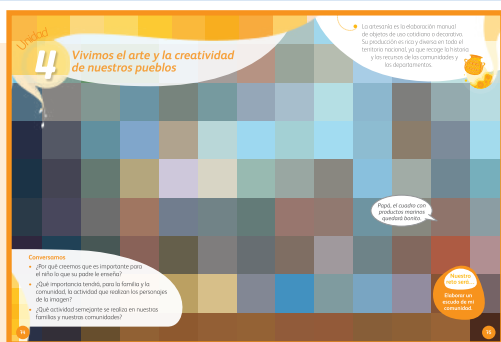 Unidad
4
Vivimos el arte y la creatividad
de nuestros pueblos
La artesanía es la elaboración manual
de objetos de uso cotidiano o decorativo.
Su producción es rica y diversa en todo el
territorio nacional, ya que recoge la historia
y los recursos de las comunidades y
los departamentos.
Papá, el cuadro con
productos marinos
quedará bonito.
Conversamos
• ¿Por qué creemos que es importante para
el niño lo que su padre le enseña?
• ¿Qué importancia tendrá, para la familia y la
comunidad, la actividad que realizan los personajes
de la imagen?
• ¿Qué actividad semejante se realiza en nuestras
familias y nuestras comunidades?
Nuestro
reto será...
Elaborar un
escudo de mi
comunidad.
14
15